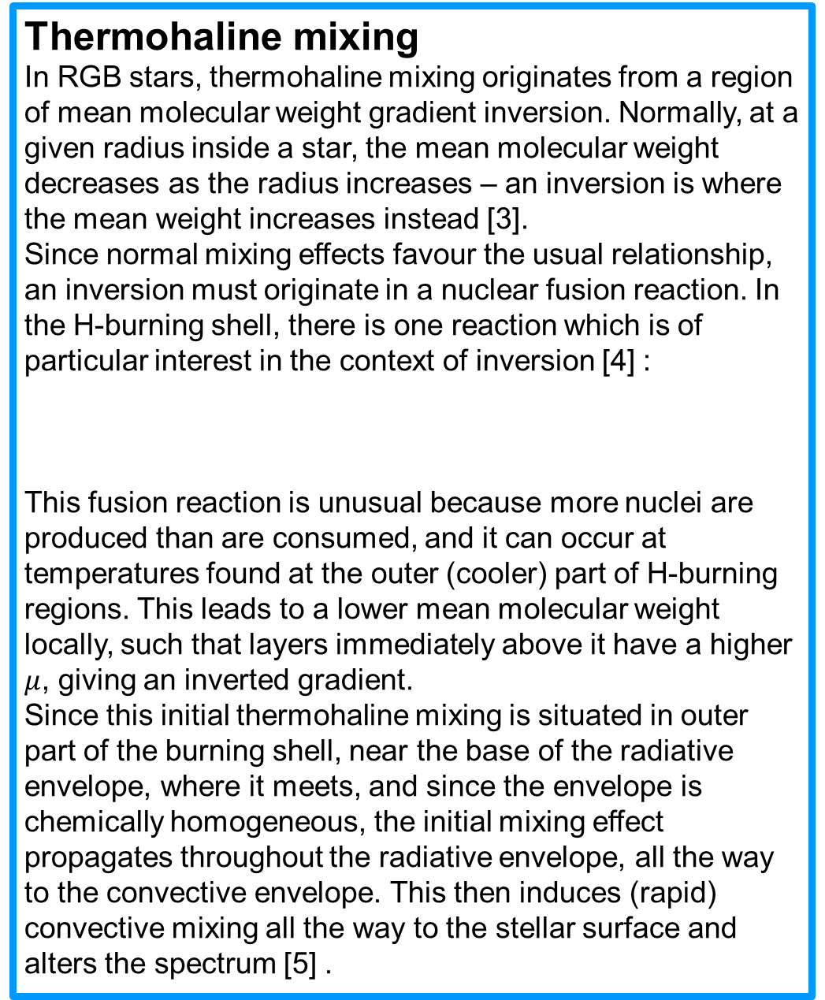 Thermohaline mixing
In RGB stars, thermohaline mixing originates from a region
of mean molecular weight gradient inversion. Normally, at a
given radius inside a star, the mean molecular weight
decreases as the radius increases – an inversion is where
the mean weight increases instead [3].
Since normal mixing effects favour the usual relationship,
an inversion must originate in a nuclear fusion reaction. In
the H-burning shell, there is one reaction which is of
particular interest in the context of inversion [4] :
This fusion reaction is unusual because more nuclei are
produced than are consumed, and it can occur at
temperatures found at the outer (cooler) part of H-burning
regions. This leads to a lower mean molecular weight
locally, such that layers immediately above it have a higher
𝜇, giving an inverted gradient.
Since this initial thermohaline mixing is situated in outer
part of the burning shell, near the base of the radiative
envelope, where it meets, and since the envelope is
chemically homogeneous, the initial mixing effect
propagates throughout the radiative envelope, all the way
to the convective envelope. This then induces (rapid)
convective mixing all the way to the stellar surface and
alters the spectrum [5] .